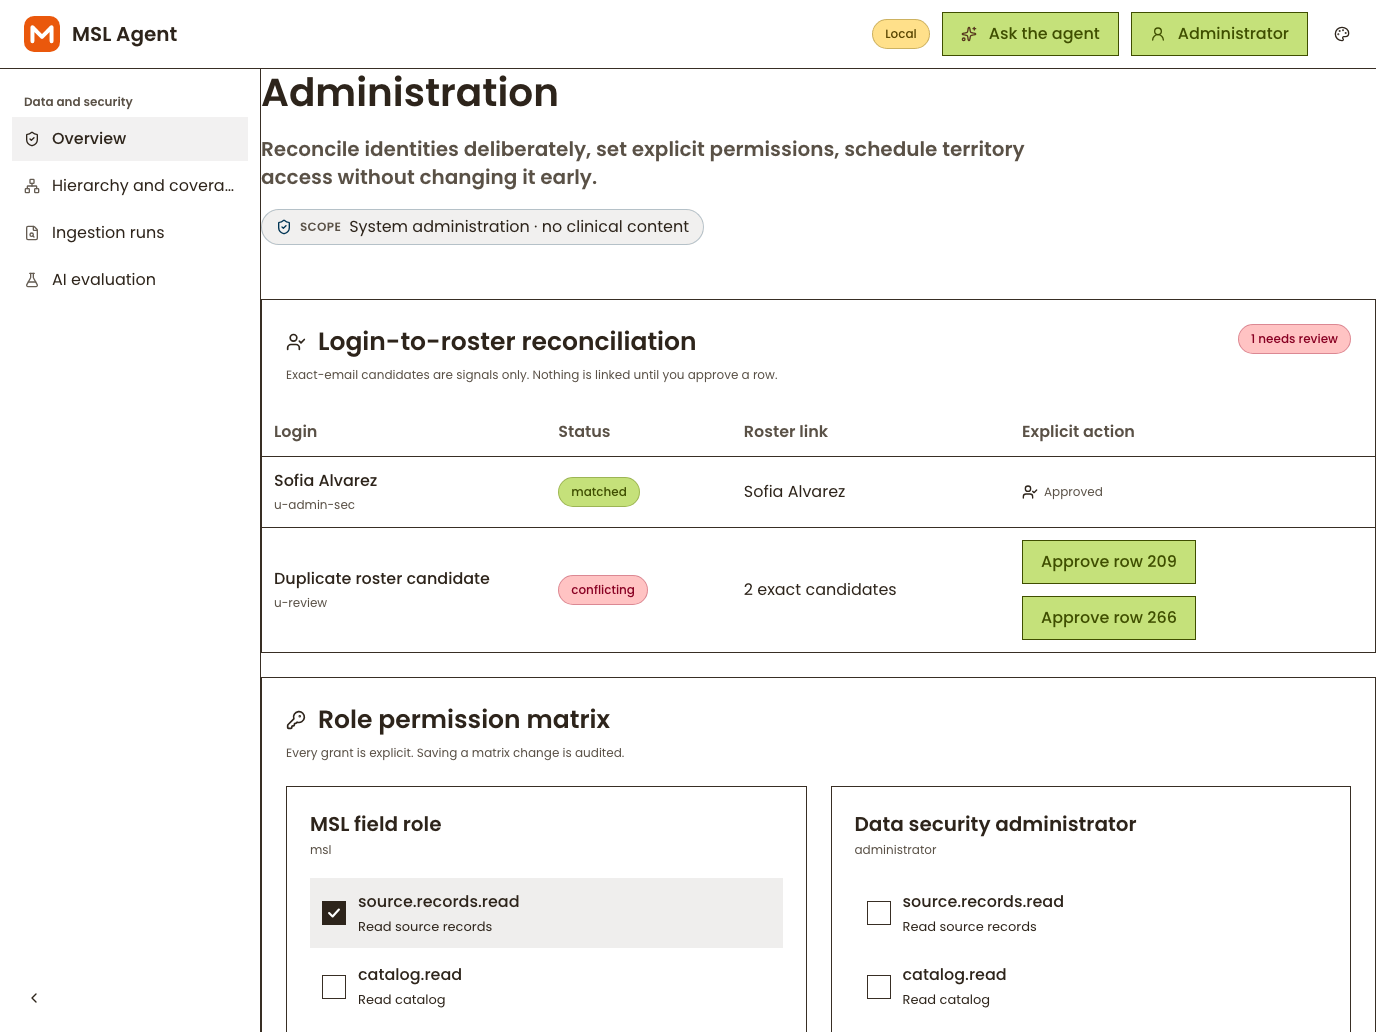 MSL Agent
Local
Ask the agent
Administrator
Data and security
Overview
Hierarchy and covera...
Ingestion runs
AI evaluation
Administration
Reconcile identities deliberately, set explicit permissions, schedule territory
access without changing it early.
SCOPE System administration · no clinical content
Login-to-roster reconciliation
1 needs review
Exact-email candidates are signals only. Nothing is linked until you approve a row.
Login Status Roster link Explicit action
Sofia Alvarez
u-admin-sec
matched
Sofia Alvarez
Approved
Duplicate roster candidate
u-review
conflicting
2 exact candidates
Approve row 209
Approve row 266
Role permission matrix
Every grant is explicit. Saving a matrix change is audited.
MSL field role
msl
source.records.read
Read source records
catalog.read
Read catalog
Data security administrator
administrator
source.records.read
Read source records
catalog.read
Read catalog